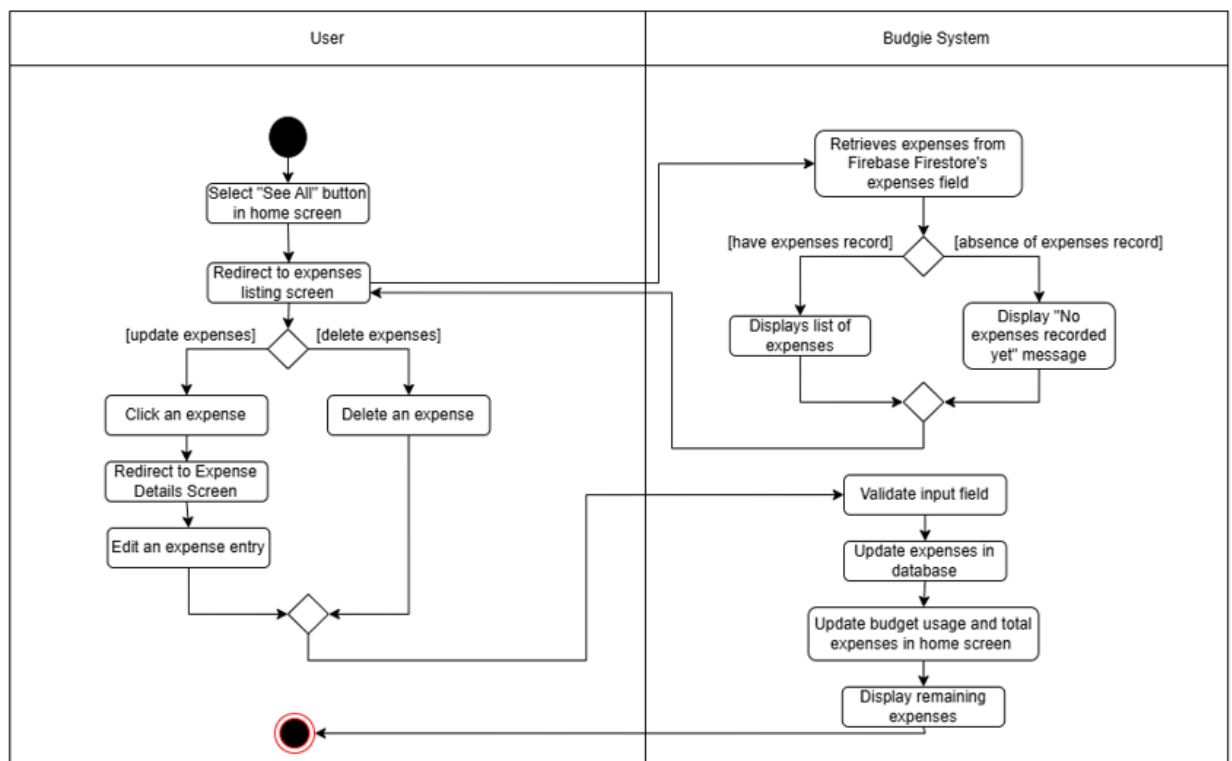 User
Budgie System
Select "See All" button
in home screen
Redirect to expenses
listing screen
[update expenses]
[delete expenses]
Click an expense
Delete an expense
Redirect to Expense
Details Screen
Edit an expense entry
Retrieves expenses from
Firebase Firestore's
expenses field
[have expenses record]
[absence of expenses record]
Displays list of
expenses
Display "No
expenses recorded
yet" message
Validate input field
Update expenses in
database
Update budget usage and total
expenses in home screen
Display remaining
expenses